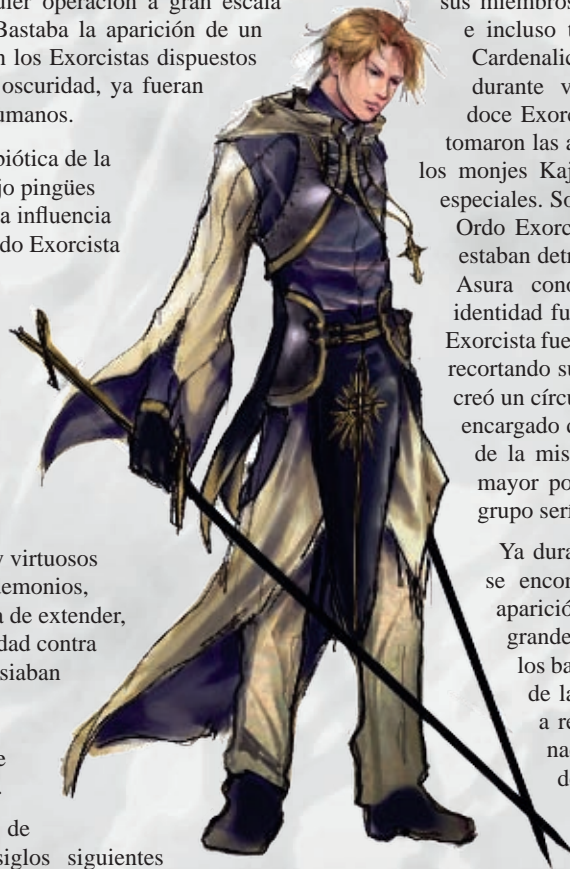 uier operación a gran escala
Bastaba la aparición de un
n los Exorcistas dispuestos
oscuridad, ya fueran
umanos.
biótica de la
jo pingües
a influencia
do Exorcista
y virtuosos
demonios,
a de extender,
dad contra
siaban
e
de
siglos siguientes
sus miembros
e incluso t
Cardenalic
durante v
doce Exorc
tomaron las a
los monjes Kaj
especiales. So
Ordo Exorc
estaban detr
Asura cono
identidad fu
Exorcista fue
recortando su
creó un círcu
encargado d
de la mis
mayor po
grupo serí
Ya dura
se encon
aparició
grande
los ba
de la
a re
na
de